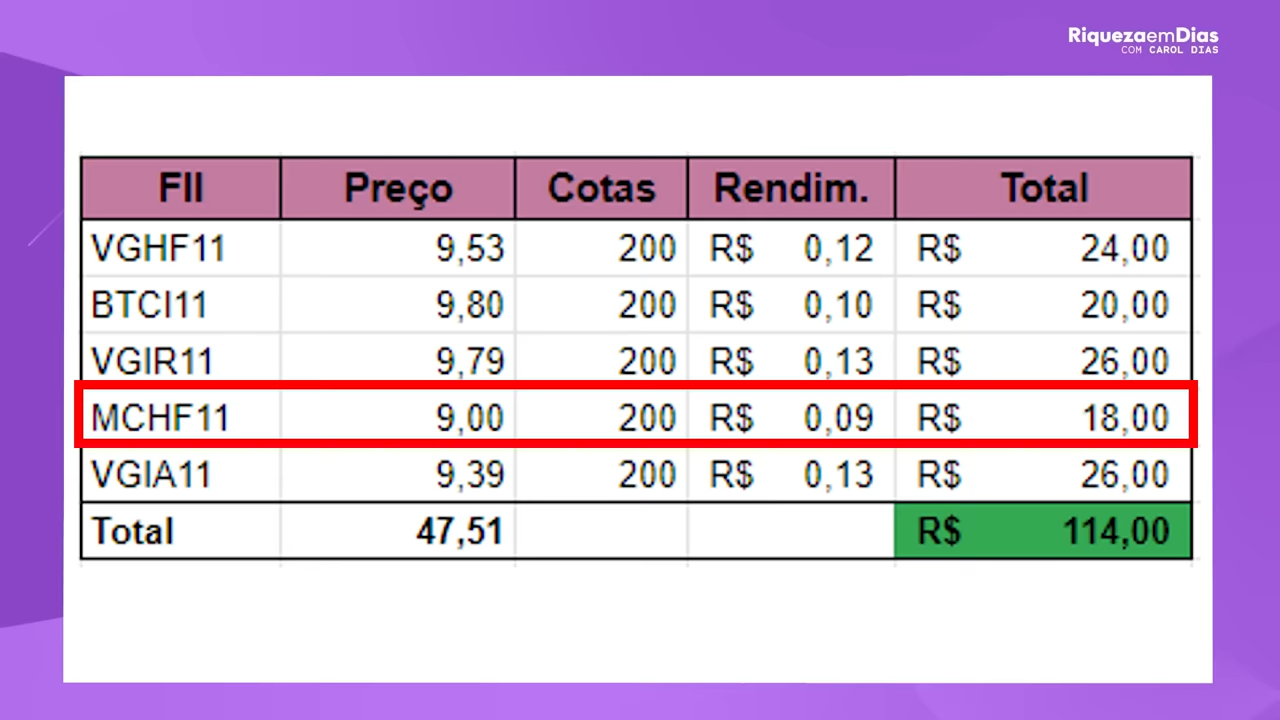 RiquezaemDias
COM CAROL DIAS
FII Preço Cotas Rendim. Total
VGHF11 9,53 200 R$ 0,12 R$ 24,00
BTCI11 9,80 200 R$ 0,10 R$ 20,00
VGIR11 9,79 200 R$ 0,13 R$ 26,00
MCHF11 9,00 200 R$ 0,09 R$ 18,00
VGIA11 9,39 200 R$ 0,13 R$ 26,00
Total 47,51 R$ 114,00